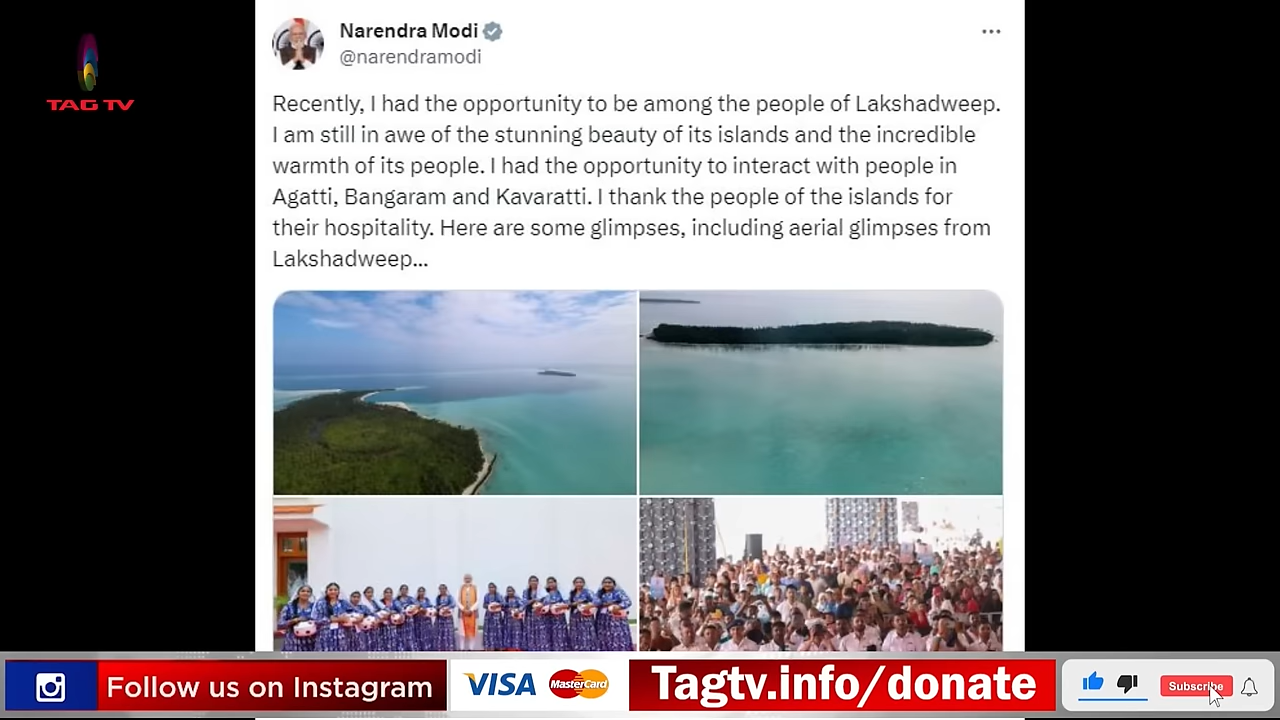 TAG TV
Narendra Modi
@narendramodi
Recently, I had the opportunity to be among the people of Lakshadweep.
I am still in awe of the stunning beauty of its islands and the incredible
warmth of its people. I had the opportunity to interact with people in
Agatti, Bangaram and Kavaratti. I thank the people of the islands for
their hospitality. Here are some glimpses, including aerial glimpses from
Lakshadweep...
Follow us on Instagram
VISA
MasterCard
Tagtv.info/donate
Subscribe